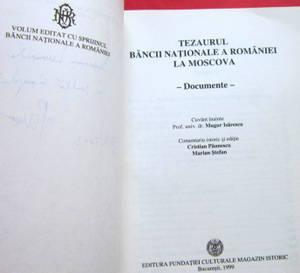 VOLUM EDITAT CU SPRIJINUL
BĂNCII NAȚIONALE A ROMÂNIEI
TEZAURUL
BĂNCII NAȚIONALE A ROMÂNIEI
LA MOSCOVA
– Documente –
Cuvânt înainte
Prof. univ. dr. Mugur Isărescu
Comentariu istoric și ediție
Cristian Păunescu
Marian Ștefan
EDITURA FUNDAȚIEI CULTURALE MAGAZIN ISTORIC
București, 1999